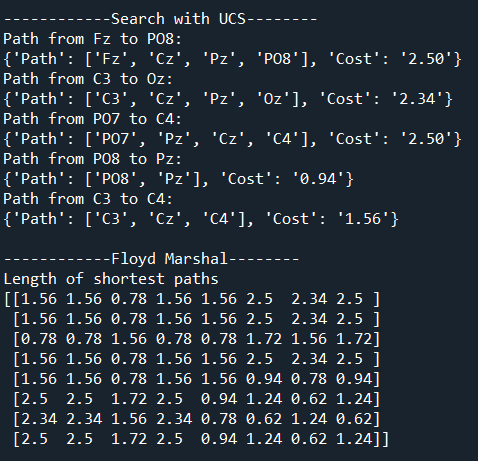 ------------Search with UCS--------
Path from Fz to PO8:
{'Path': ['Fz', 'Cz', 'Pz', 'PO8'], 'Cost': '2.50'}
Path from C3 to Oz:
{'Path': ['C3', 'Cz', 'Pz', 'Oz'], 'Cost': '2.34'}
Path from PO7 to C4:
{'Path': ['PO7', 'Pz', 'Cz', 'C4'], 'Cost': '2.50'}
Path from PO8 to Pz:
{'Path': ['PO8', 'Pz'], 'Cost': '0.94'}
Path from C3 to C4:
{'Path': ['C3', 'Cz', 'C4'], 'Cost': '1.56'}

------------Floyd Marshal--------
Length of shortest paths
[[1.56 1.56 0.78 1.56 1.56 2.5  2.34 2.5 ]
 [1.56 1.56 0.78 1.56 1.56 2.5  2.34 2.5 ]
 [0.78 0.78 1.56 0.78 0.78 1.72 1.56 1.72]
 [1.56 1.56 0.78 1.56 1.56 2.5  2.34 2.5 ]
 [1.56 1.56 0.78 1.56 1.56 0.94 0.78 0.94]
 [2.5  2.5  1.72 2.5  0.94 1.24 0.62 1.24]
 [2.34 2.34 1.56 2.34 0.78 0.62 1.24 0.62]
 [2.5  2.5  1.72 2.5  0.94 1.24 0.62 1.24]]